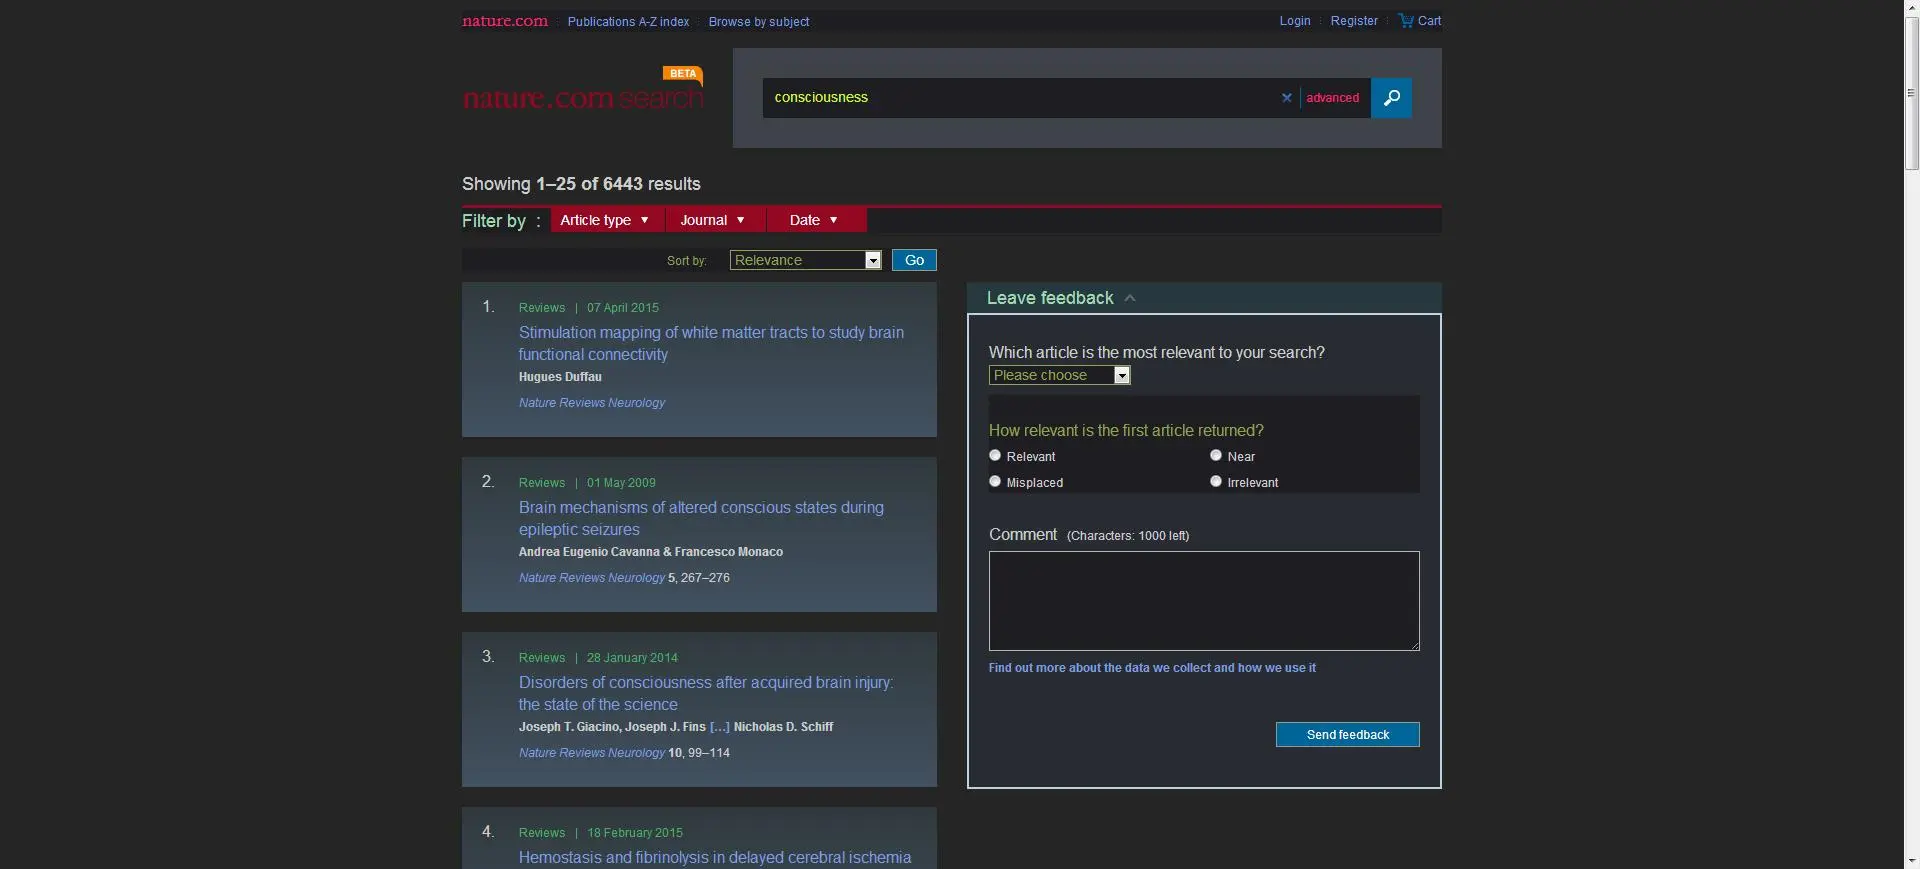 nature.com : Publications A-Z index : Browse by subject
Login : Register : Cart
BETA
nature.com search
consciousness
advanced
Showing 1–25 of 6443 results
Filter by : Article type ▼ Journal ▼ Date ▼
Sort by: Relevance Go
1. Reviews | 07 April 2015
Stimulation mapping of white matter tracts to study brain
functional connectivity
Hugues Duffau
Nature Reviews Neurology
2. Reviews | 01 May 2009
Brain mechanisms of altered conscious states during
epileptic seizures
Andrea Eugenio Cavanna & Francesco Monaco
Nature Reviews Neurology 5, 267–276
3. Reviews | 28 January 2014
Disorders of consciousness after acquired brain injury:
the state of the science
Joseph T. Giacino, Joseph J. Fins [...] Nicholas D. Schiff
Nature Reviews Neurology 10, 99–114
4. Reviews | 18 February 2015
Hemostasis and fibrinolysis in delayed cerebral ischemia
Leave feedback
Which article is the most relevant to your search?
Please choose
How relevant is the first article returned?
Relevant Near
Misplaced Irrelevant
Comment (Characters: 1000 left)
Find out more about the data we collect and how we use it
Send feedback